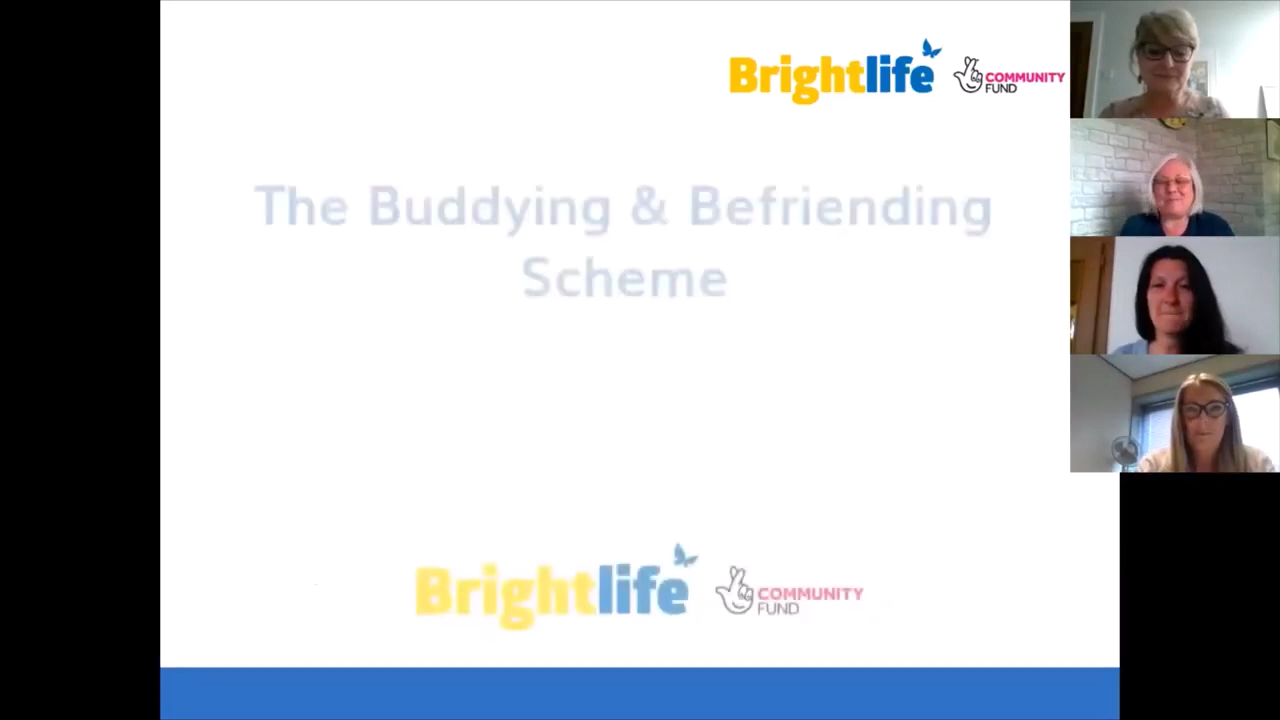 Brightlife
COMMUNITY
FUND
The Buddying & Befriending
Scheme
Brightlife
COMMUNITY
FUND